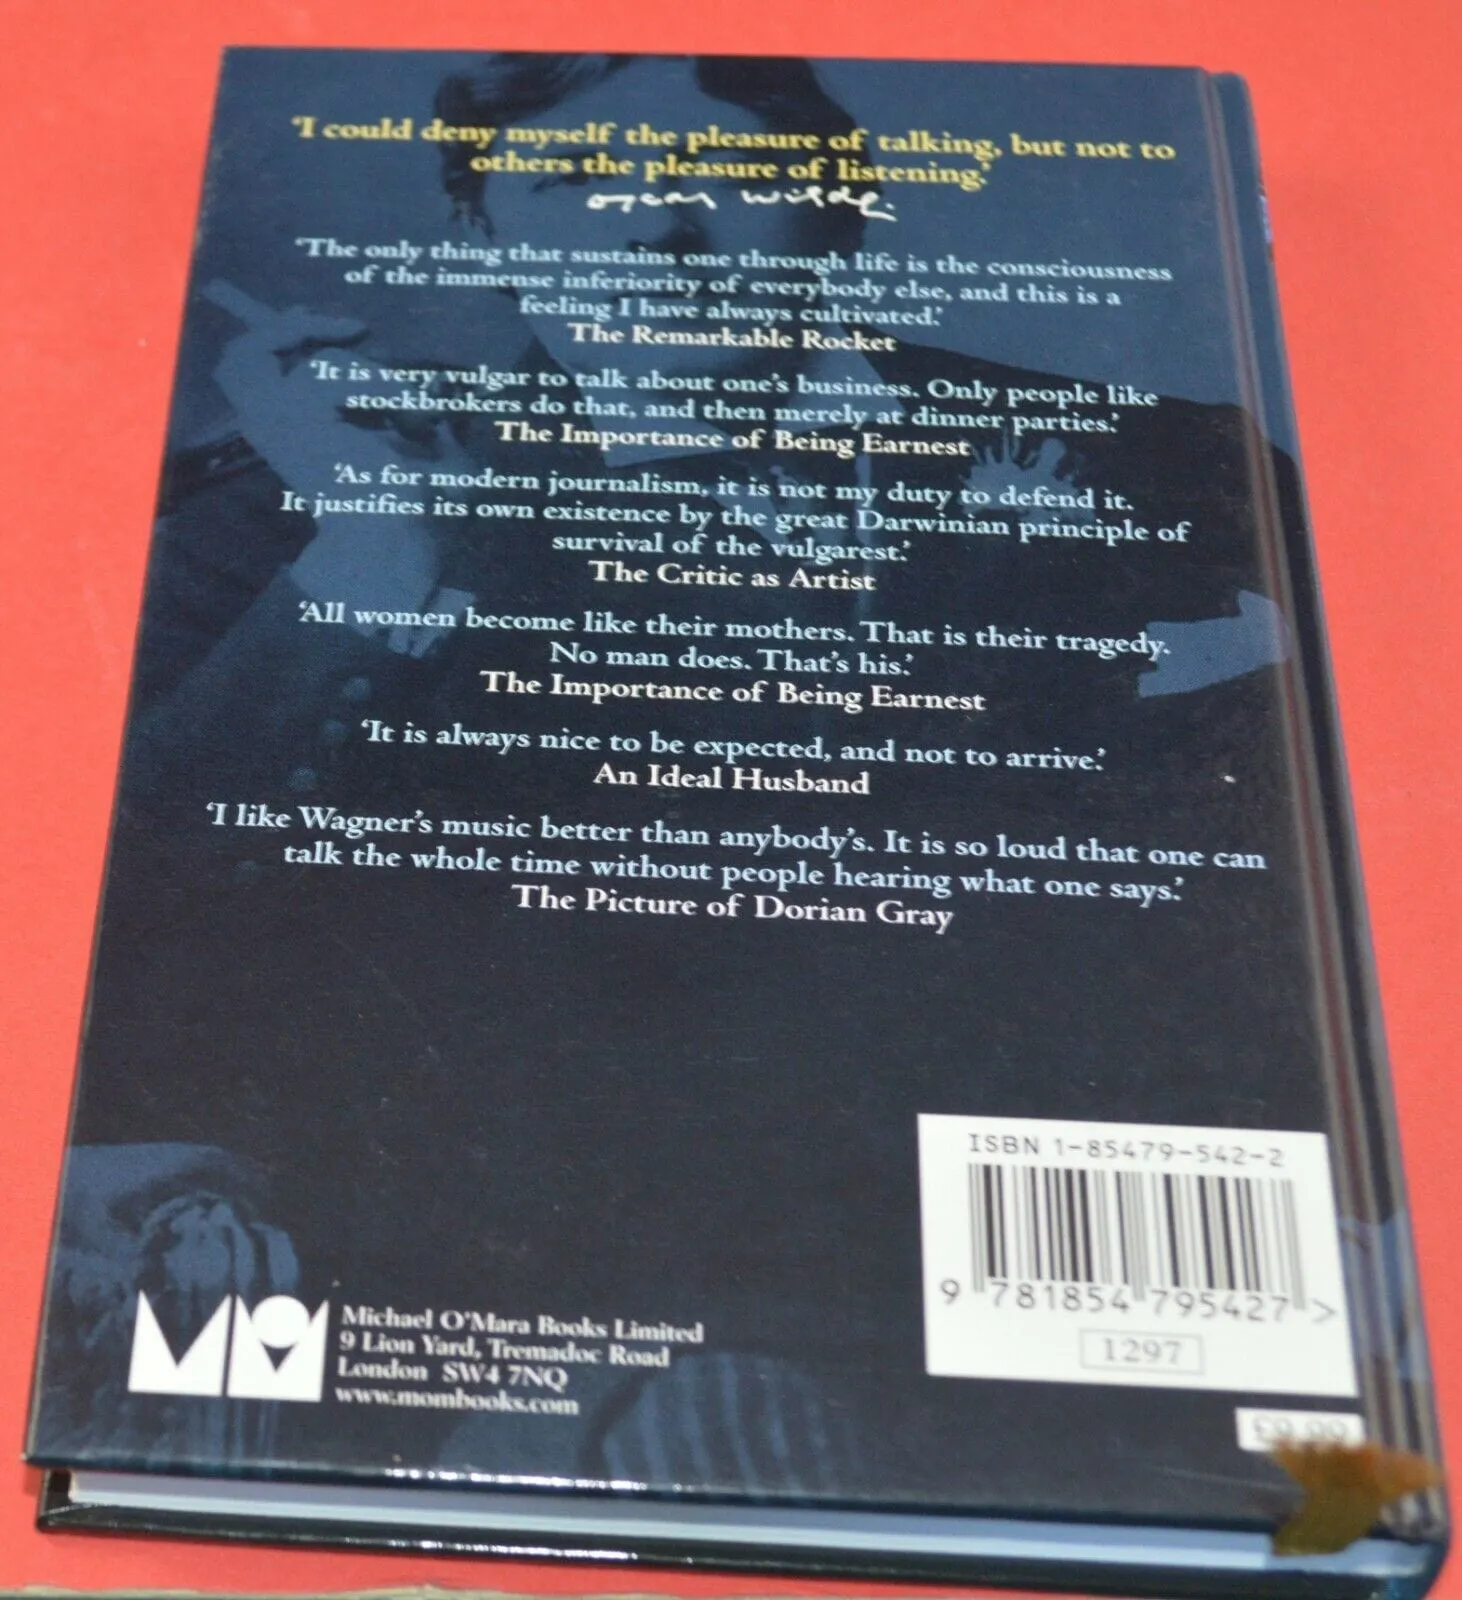 ‘I could deny myself the pleasure of talking, but not to
others the pleasure of listening.’
Oscar Wilde.
‘The only thing that sustains one through life is the consciousness
of the immense inferiority of everybody else, and this is a
feeling I have always cultivated.’
The Remarkable Rocket
‘It is very vulgar to talk about one’s business. Only people like
stockbrokers do that, and then merely at dinner parties.’
The Importance of Being Earnest
‘As for modern journalism, it is not my duty to defend it.
It justifies its own existence by the great Darwinian principle of
survival of the vulgarest.’
The Critic as Artist
‘All women become like their mothers. That is their tragedy.
No man does. That’s his.’
The Importance of Being Earnest
‘It is always nice to be expected, and not to arrive.’
An Ideal Husband
‘I like Wagner’s music better than anybody’s. It is so loud that one can
talk the whole time without people hearing what one says.’
The Picture of Dorian Gray
ISBN 1-85479-542-2
9 781854 795427 >
1297
Michael O’Mara Books Limited
9 Lion Yard, Tremadoc Road
London SW4 7NQ
www.mombooks.com
£9.99